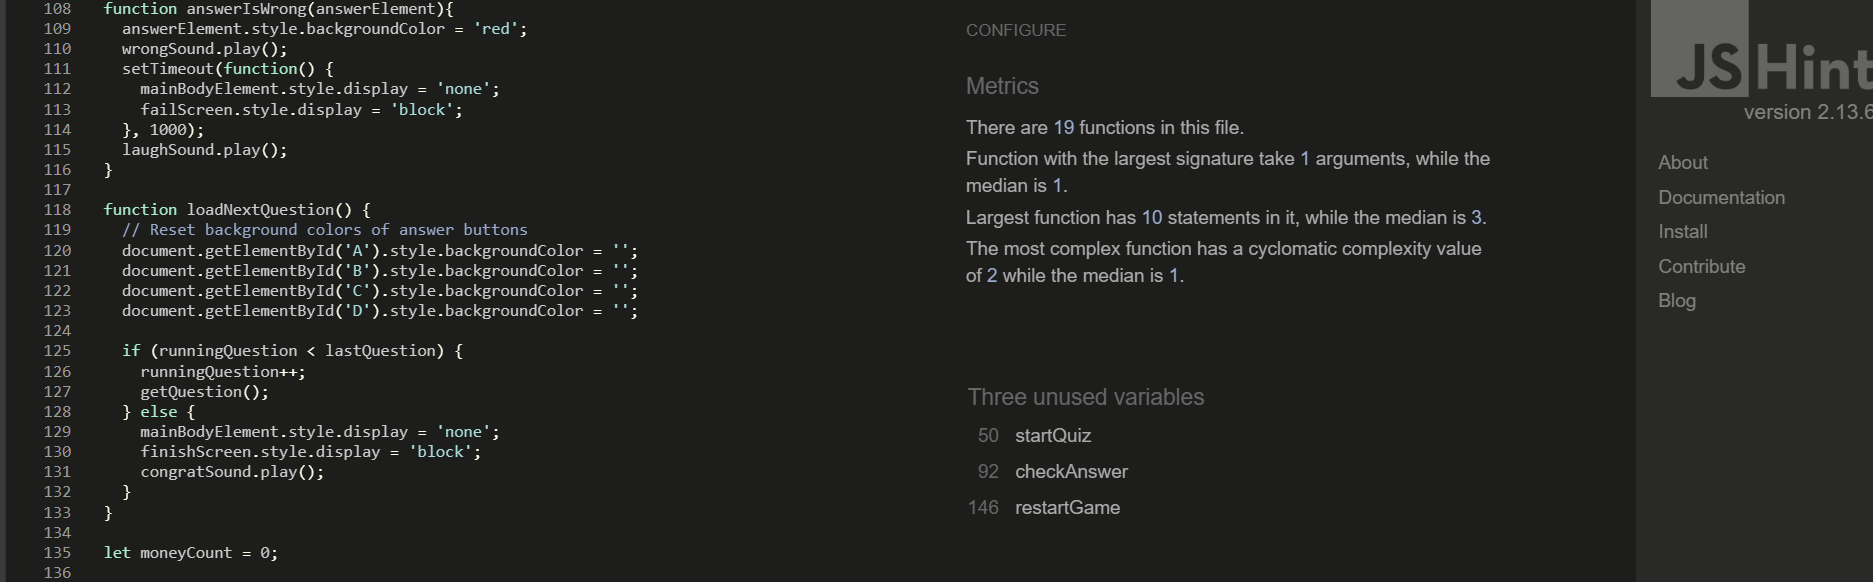 108 function answerIsWrong(answerElement){
109 answerElement.style.backgroundColor = 'red';
110 wrongSound.play();
111 setTimeout(function() {
112 mainBodyElement.style.display = 'none';
113 failScreen.style.display = 'block';
114 }, 1000);
115 laughSound.play();
116 }
117
118 function loadNextQuestion() {
119 // Reset background colors of answer buttons
120 document.getElementById('A').style.backgroundColor = '';
121 document.getElementById('B').style.backgroundColor = '';
122 document.getElementById('C').style.backgroundColor = '';
123 document.getElementById('D').style.backgroundColor = '';
124
125 if (runningQuestion < lastQuestion) {
126 runningQuestion++;
127 getQuestion();
128 } else {
129 mainBodyElement.style.display = 'none';
130 finishScreen.style.display = 'block';
131 congratSound.play();
132 }
133 }
134
135 let moneyCount = 0;
136
CONFIGURE
Metrics
There are 19 functions in this file.
Function with the largest signature take 1 arguments, while the
median is 1.
Largest function has 10 statements in it, while the median is 3.
The most complex function has a cyclomatic complexity value
of 2 while the median is 1.
Three unused variables
50 startQuiz
92 checkAnswer
146 restartGame
JSHint
version 2.13.6
About
Documentation
Install
Contribute
Blog